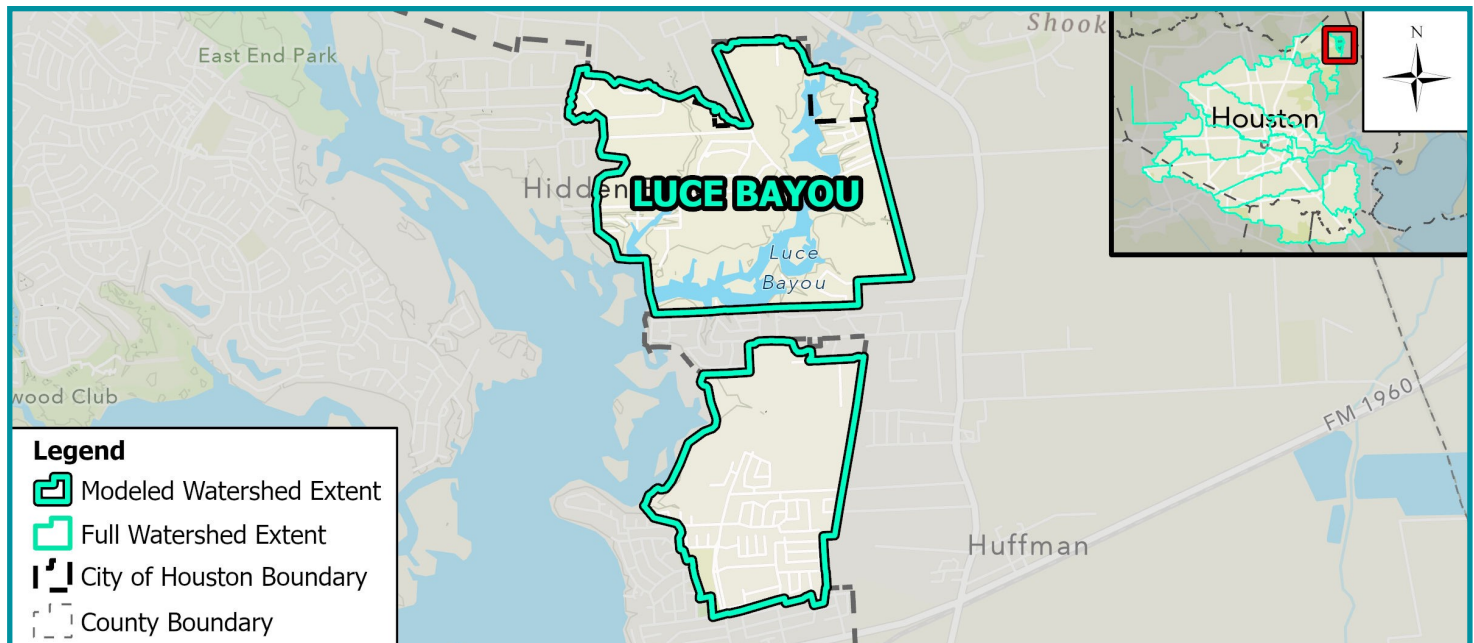 East End Park
Shook
N
Houston
Hidden
LUCE BAYOU
Luce
Bayou
wood Club
FM 1960
Huffman
Legend
Modeled Watershed Extent
Full Watershed Extent
City of Houston Boundary
County Boundary